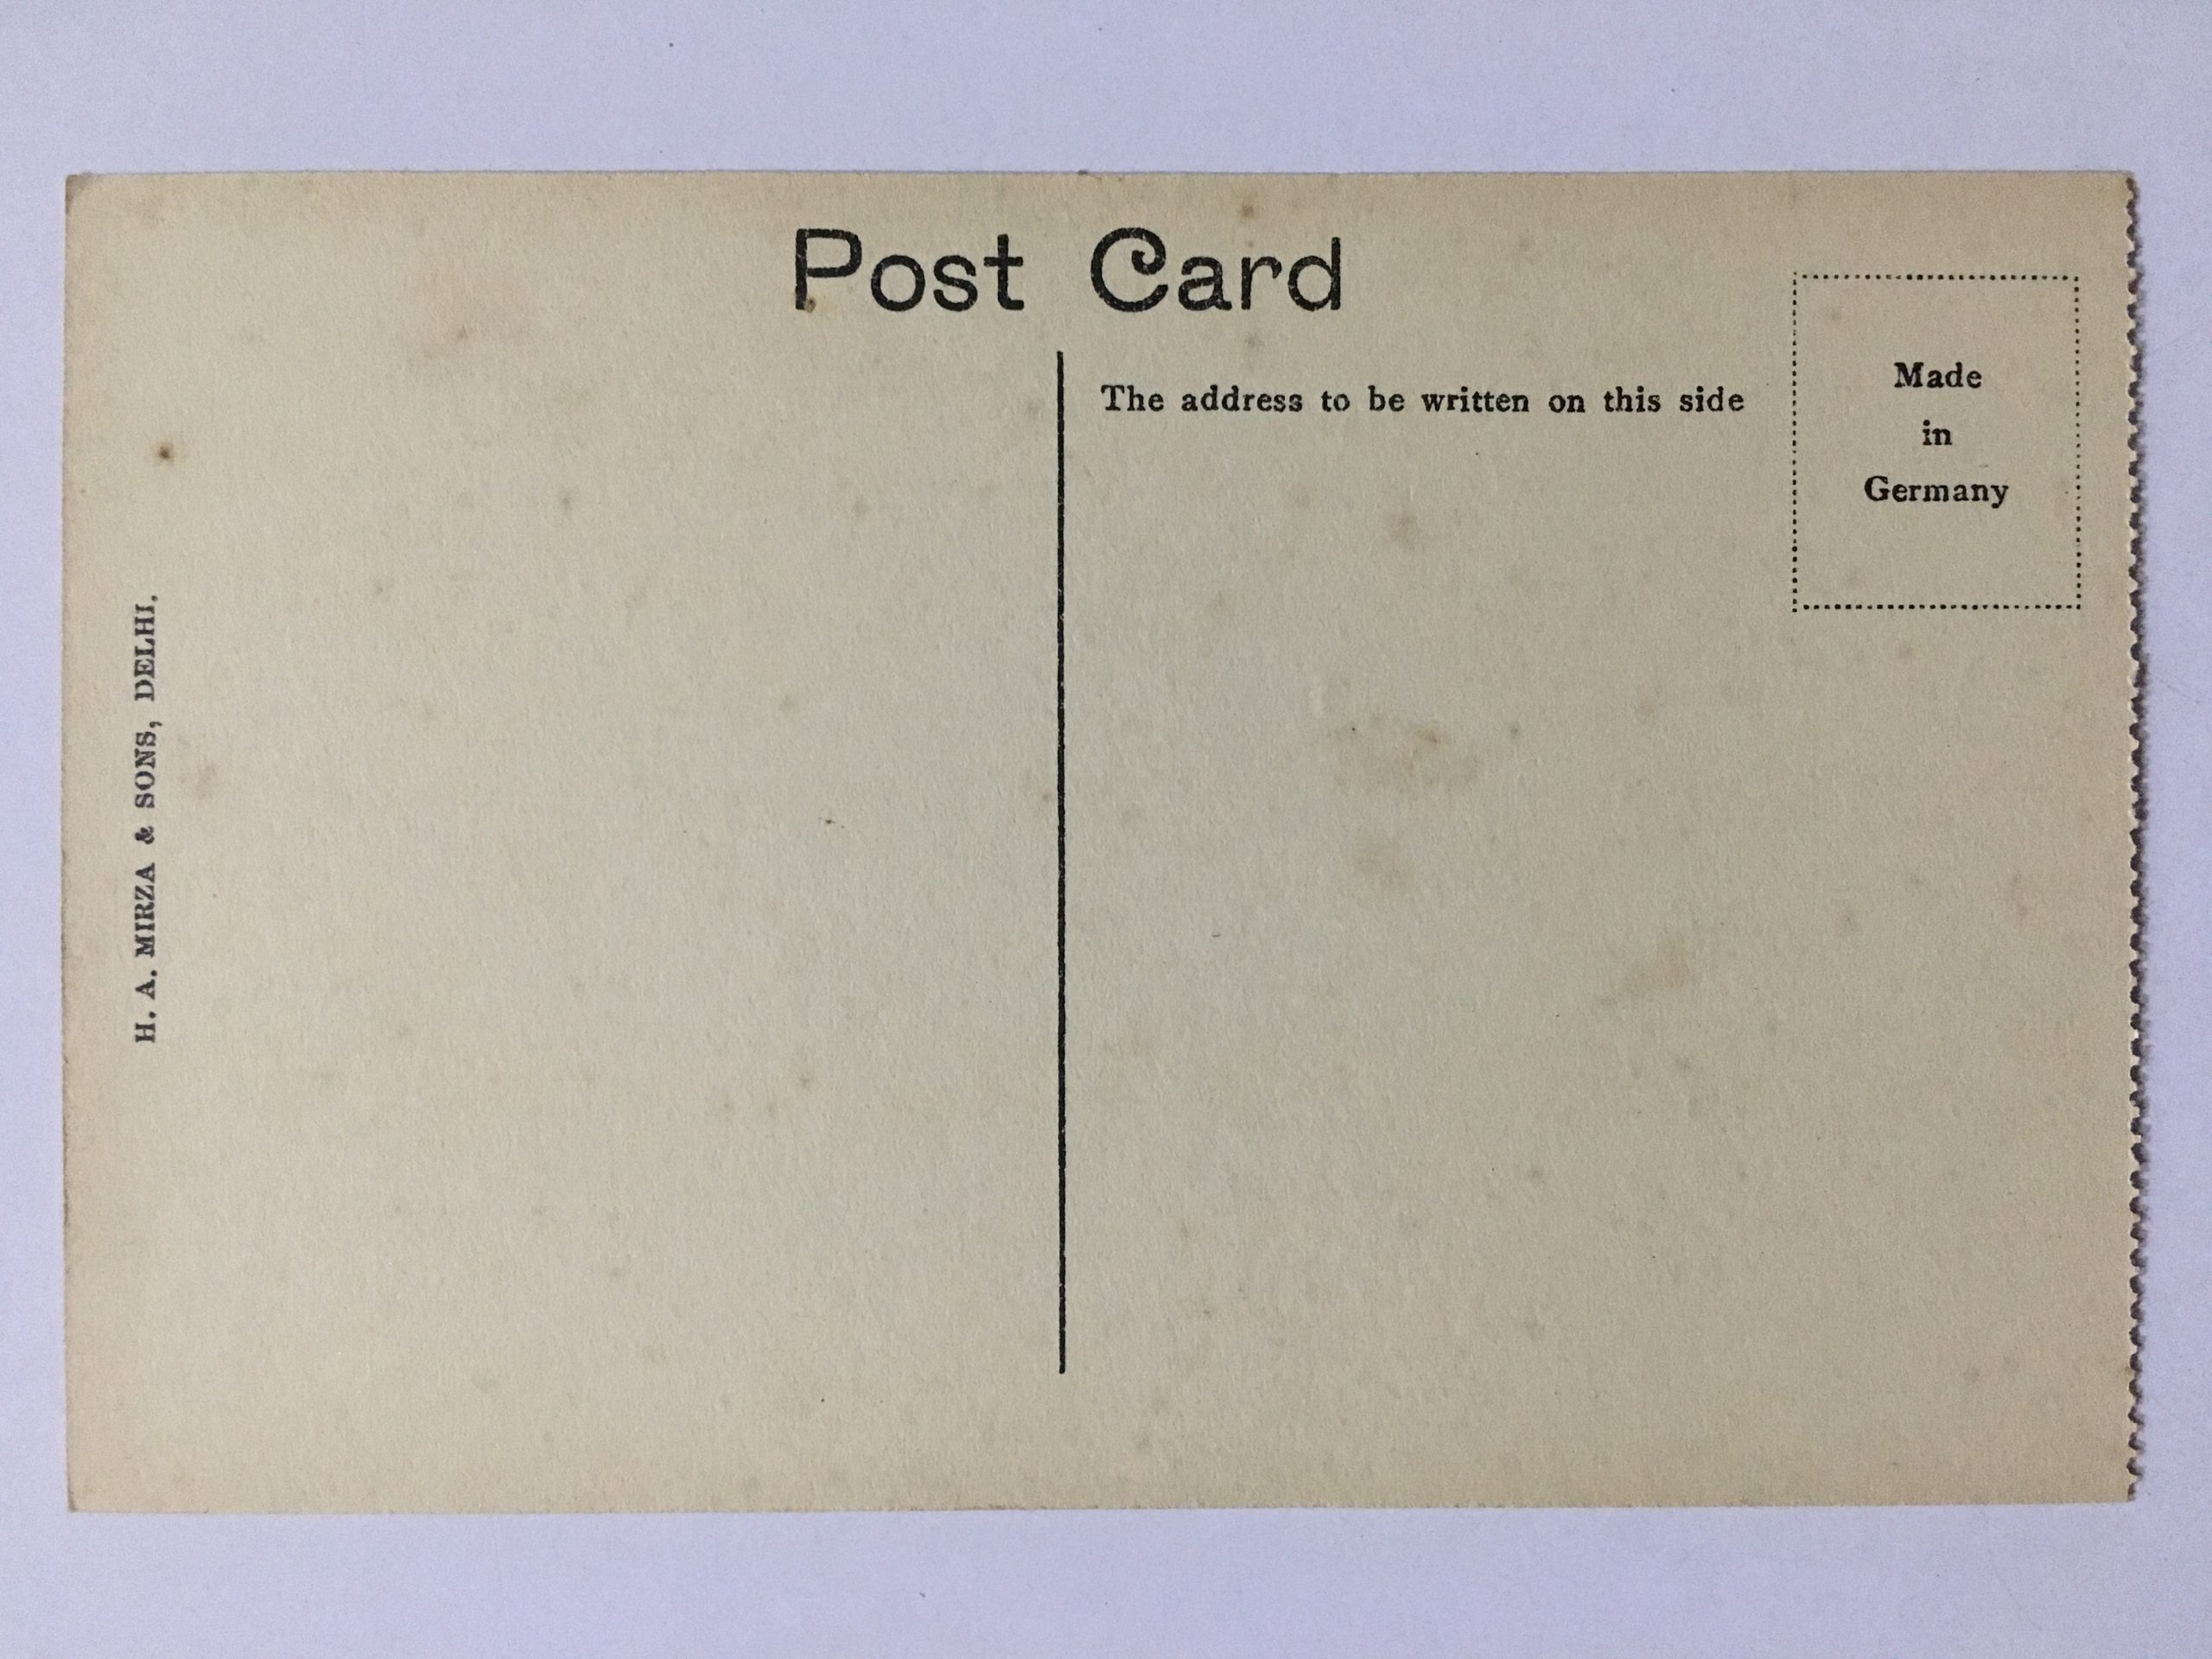 Post Card
The address to be written on this side
Made
in
Germany
H. A. MIRZA & SONS, DELHI.